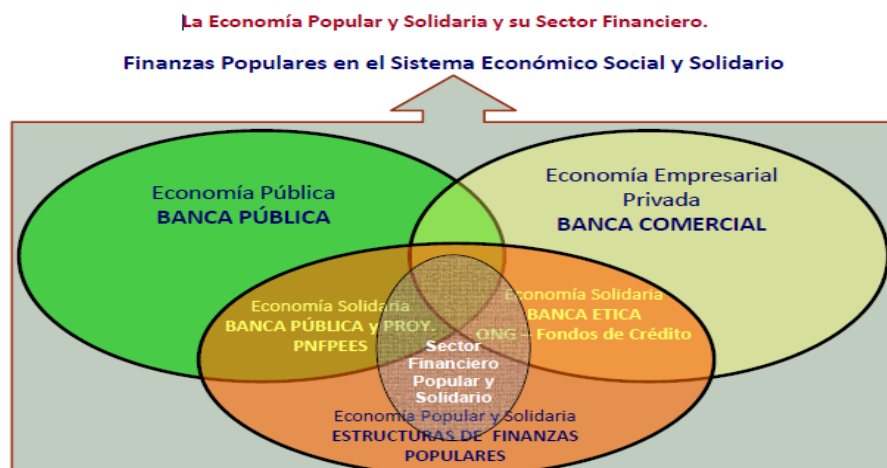 La Economía Popular y Solidaria y su Sector Financiero.
Finanzas Populares en el Sistema Económico Social y Solidario
Economía Pública
BANCA PÚBLICA
Economía Empresarial
Privada
BANCA COMERCIAL
Economía Solidaria
BANCA PÚBLICA y PROY.
PNFPEES
Economía Solidaria
BANCA ETICA
ONG – Fondos de Crédito
Sector
Financiero
Popular y
Solidario
Economía Popular y Solidaria
ESTRUCTURAS DE FINANZAS
POPULARES